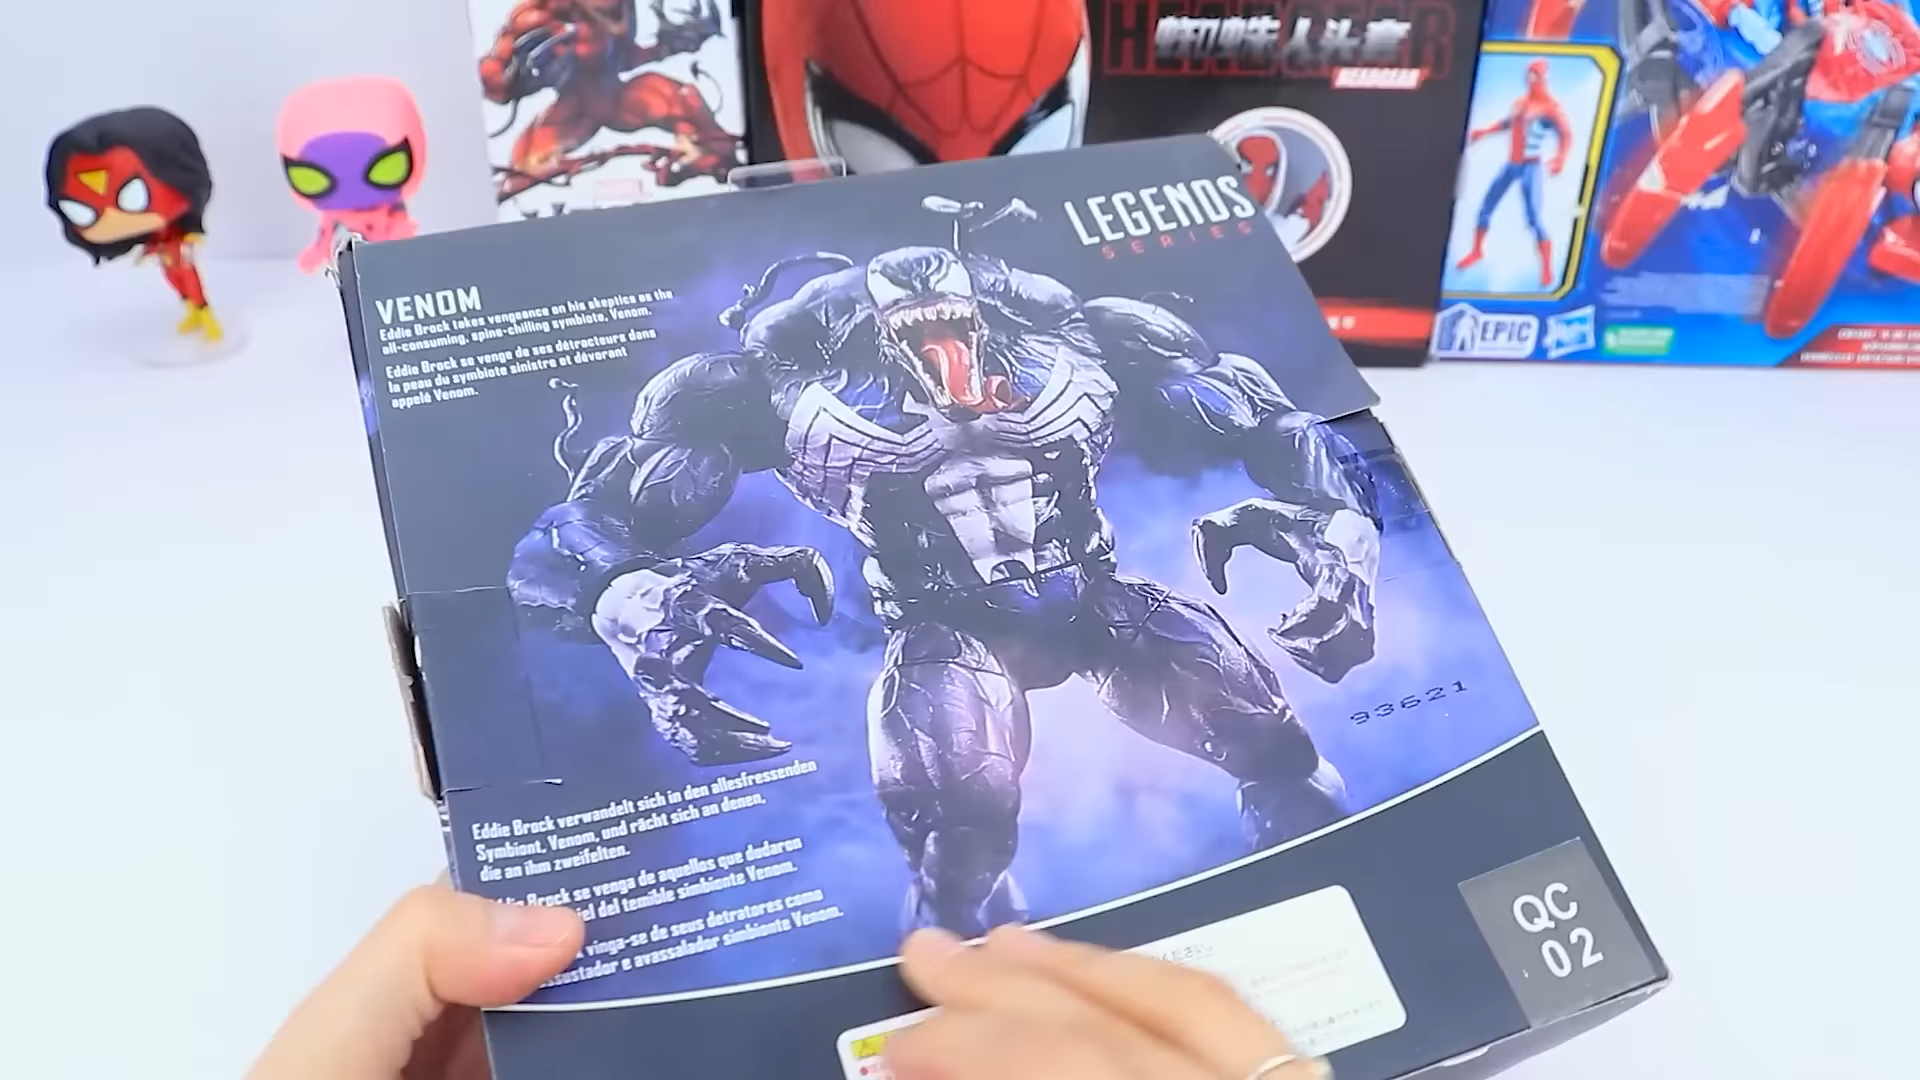 蜘蛛人头套
HEADGEAR
LEGENDS
SERIES
VENOM
Eddie Brock takes vengeance on his skeptics as the
all-consuming, spine-chilling symbiote, Venom.
Eddie Brock se venge de ses détracteurs dans
la peau du symbiote sinistre et dévorant
appelé Venom.
EPIC
93621
Eddie Brock verwandelt sich in den allesfressenden
Symbiont, Venom, und rächt sich an denen,
die an ihm zweifelten.
Brock se venga de aquellos que dudaron
del temible simbionte Venom.
vinga-se de seus detratores como
e avassalador simbionte Venom.
QC
02